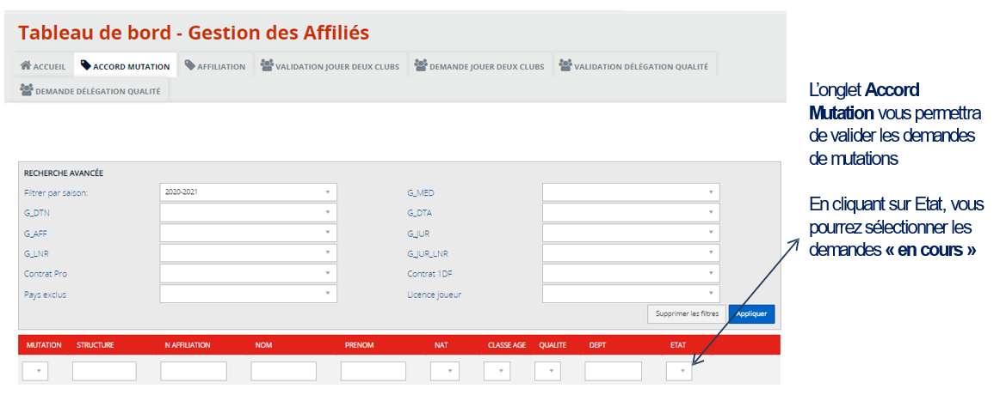 Tableau de bord - Gestion des Affiliés
ACCUEIL ACCORD MUTATION AFFILIATION VALIDATION JOUER DEUX CLUBS DEMANDE JOUER DEUX CLUBS VALIDATION DÉLÉGATION QUALITÉ
DEMANDE DÉLÉGATION QUALITÉ
RECHERCHE AVANCÉE
Filtrer par saison: 2020-2021 G_MED
G_DTN G_DTA
G_AFF G_JUR
G_LNR G_JUR_LNR
Contrat Pro Contrat 1DF
Pays exclus Licence joueur
Supprimer les filtres Appliquer
MUTATION STRUCTURE N AFFILIATION NOM PRENOM NAT CLASSE AGE QUALITE DEPT ETAT
L'onglet Accord
Mutation vous permettra
de valider les demandes
de mutations
En cliquant sur Etat, vous
pourrez sélectionner les
demandes « en cours »